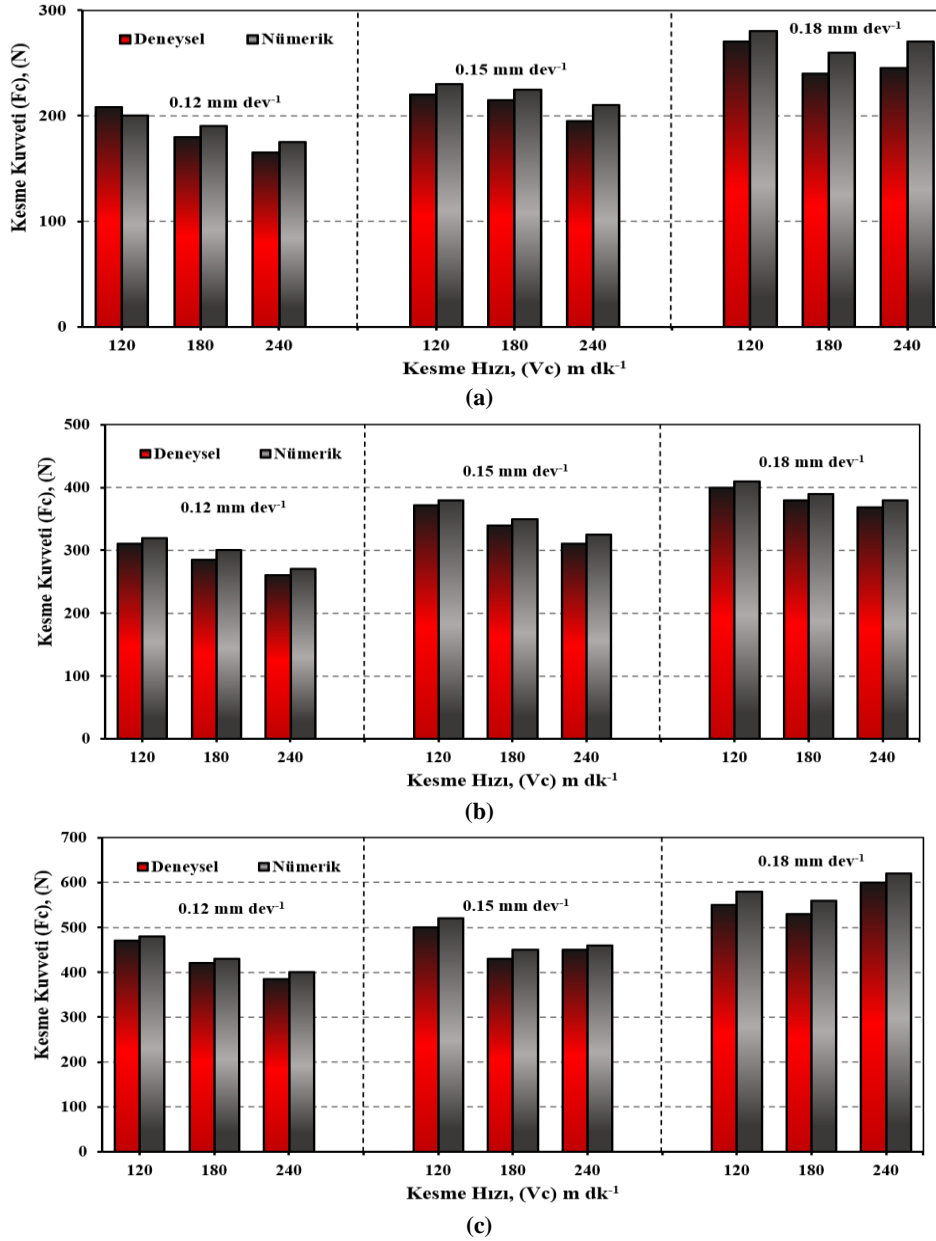 300
Deneysel Nümerik
0.12 mm dev⁻¹
0.15 mm dev⁻¹
0.18 mm dev⁻¹
200
100
0
Kesme Kuvveti (Fc), (N)
120 180 240 120 180 240 120 180 240
Kesme Hızı, (Vc) m dk⁻¹
(a)
500
Deneysel Nümerik
0.12 mm dev⁻¹
0.15 mm dev⁻¹
0.18 mm dev⁻¹
400
300
200
100
0
Kesme Kuvveti (Fc), (N)
120 180 240 120 180 240 120 180 240
Kesme Hızı, (Vc) m dk⁻¹
(b)
700
Deneysel Nümerik
0.12 mm dev⁻¹
0.15 mm dev⁻¹
0.18 mm dev⁻¹
600
500
400
300
200
100
0
Kesme Kuvveti (Fc), (N)
120 180 240 120 180 240 120 180 240
Kesme Hızı, (Vc) m dk⁻¹
(c)